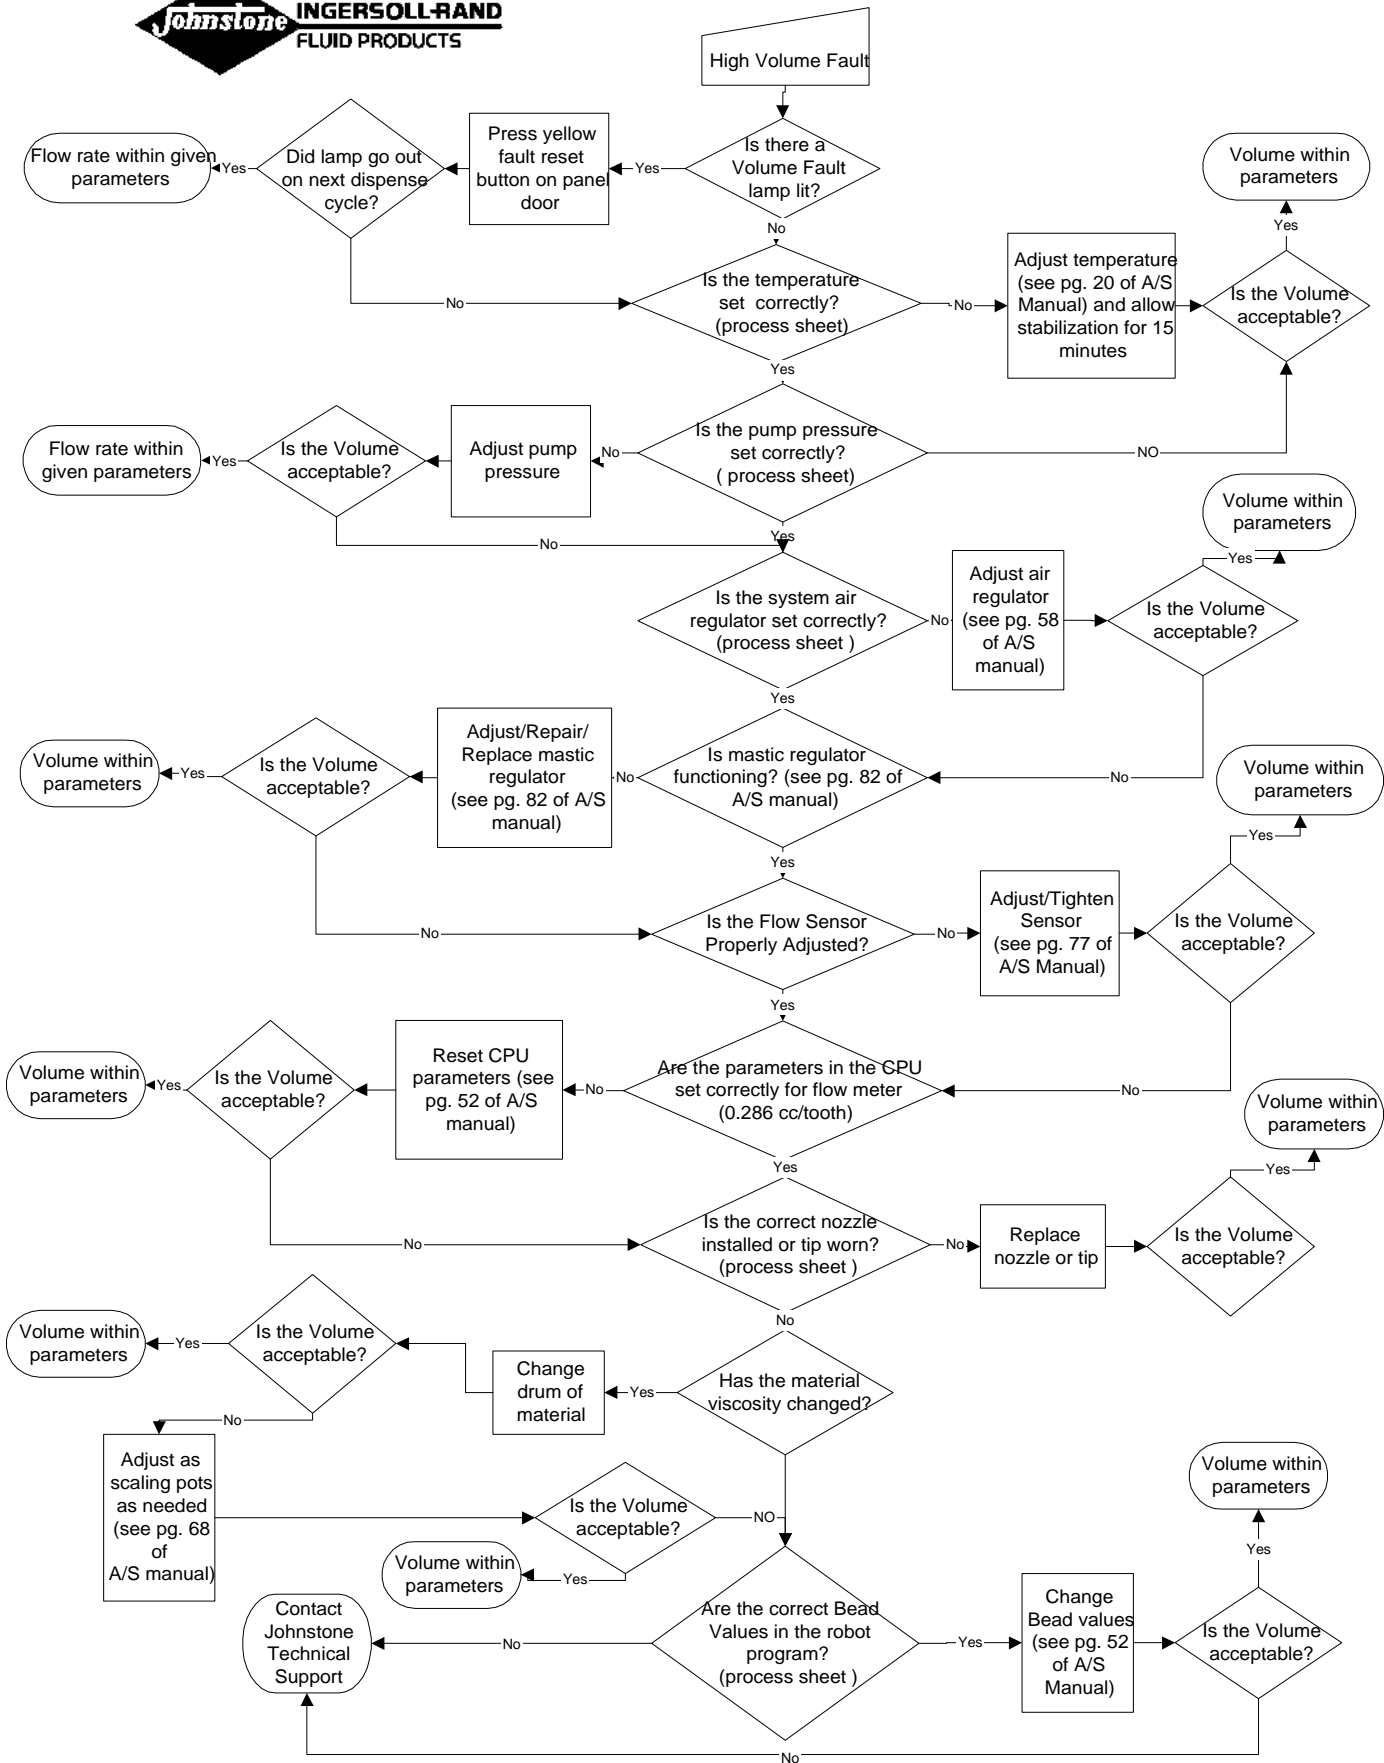 Johnstone
INGERSOLL-RAND
FLUID PRODUCTS
High Volume Fault
Is there a
Volume Fault
lamp lit?
Yes
Press yellow
fault reset
button on panel
door
Did lamp go out
on next dispense
cycle?
Yes
Flow rate within given
parameters
No
No
Is the temperature
set correctly?
(process sheet)
No
Adjust temperature
(see pg. 20 of A/S
Manual) and allow
stabilization for 15
minutes
Is the Volume
acceptable?
Yes
Volume within
parameters
Yes
Is the pump pressure
set correctly?
( process sheet)
NO
No
Adjust pump
pressure
Is the Volume
acceptable?
Yes
Flow rate within
given parameters
No
Yes
Is the system air
regulator set correctly?
(process sheet )
No
Adjust air
regulator
(see pg. 58
of A/S
manual)
Is the Volume
acceptable?
Yes
Volume within
parameters
No
Yes
Is mastic regulator
functioning? (see pg. 82 of
A/S manual)
No
Adjust/Repair/
Replace mastic
regulator
(see pg. 82 of A/S
manual)
Is the Volume
acceptable?
Yes
Volume within
parameters
No
Yes
Is the Flow Sensor
Properly Adjusted?
No
Adjust/Tighten
Sensor
(see pg. 77 of
A/S Manual)
Is the Volume
acceptable?
Yes
Volume within
parameters
No
Yes
Are the parameters in the CPU
set correctly for flow meter
(0.286 cc/tooth)
No
Reset CPU
parameters (see
pg. 52 of A/S
manual)
Is the Volume
acceptable?
Yes
Volume within
parameters
No
Yes
Is the correct nozzle
installed or tip worn?
(process sheet )
No
Replace
nozzle or tip
Is the Volume
acceptable?
Yes
Volume within
parameters
No
Has the material
viscosity changed?
Yes
Change
drum of
material
Is the Volume
acceptable?
Yes
Volume within
parameters
No
Adjust as
scaling pots
as needed
(see pg. 68
of
A/S manual)
Is the Volume
acceptable?
NO
Yes
Volume within
parameters
Are the correct Bead
Values in the robot
program?
(process sheet )
No
Contact
Johnstone
Technical
Support
Yes
Change
Bead values
(see pg. 52
of A/S
Manual)
Is the Volume
acceptable?
Yes
Volume within
parameters
No